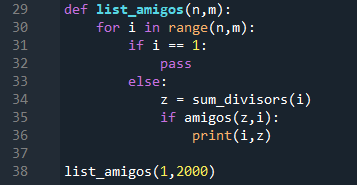 29 def list_amigos(n,m):
30     for i in range(n,m):
31         if i == 1:
32             pass
33         else:
34             z = sum_divisors(i)
35             if amigos(z,i):
36                 print(i,z)
37
38 list_amigos(1,2000)